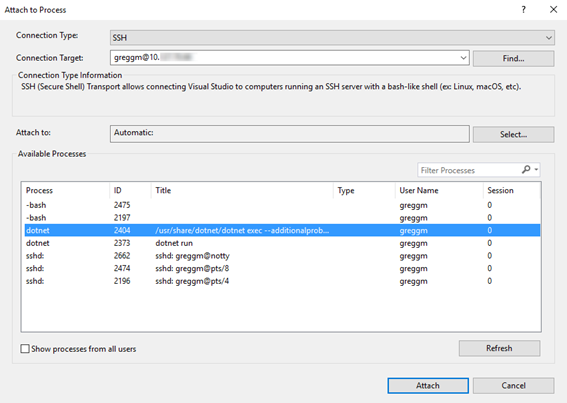 Attach to Process
Connection Type: SSH
Connection Target: greggm@10. Find...
Connection Type Information
SSH (Secure Shell) Transport allows connecting Visual Studio to computers running an SSH server with a bash-like shell (ex: Linux, macOS, etc).
Attach to: Automatic: Select...
Available Processes
Filter Processes
Process ID Title Type User Name Session
-bash 2475 greggm 0
-bash 2197 greggm 0
dotnet 2404 /usr/share/dotnet/dotnet exec --additionalprob... greggm 0
dotnet 2373 dotnet run greggm 0
sshd: 2662 sshd: greggm@notty greggm 0
sshd: 2474 sshd: greggm@pts/8 greggm 0
sshd: 2196 sshd: greggm@pts/4 greggm 0
Show processes from all users Refresh
Attach Cancel